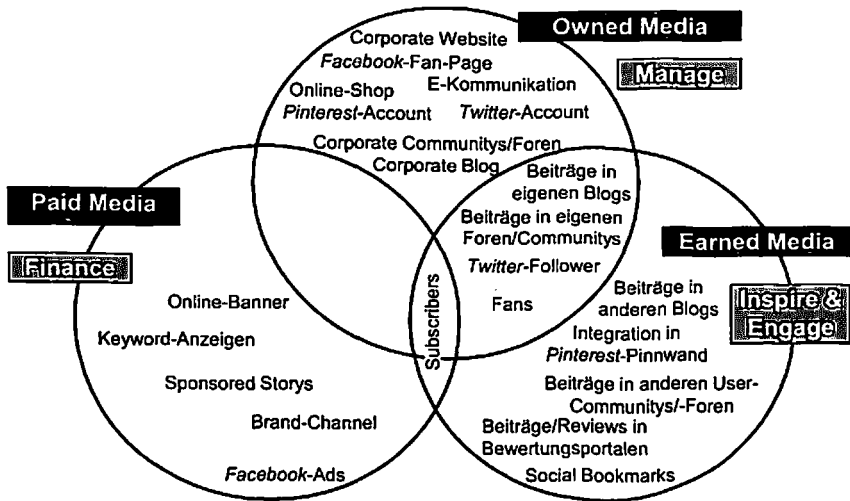 Owned Media
Manage
Corporate Website
Facebook-Fan-Page
Online-Shop
E-Kommunikation
Pinterest-Account
Twitter-Account
Corporate Communitys/Foren
Corporate Blog
Beiträge in
eigenen Blogs
Beiträge in eigenen
Foren/Communitys
Twitter-Follower
Fans
Subscribers
Paid Media
Finance
Online-Banner
Keyword-Anzeigen
Sponsored Storys
Brand-Channel
Facebook-Ads
Earned Media
Inspire &
Engage
Beiträge in
anderen Blogs
Integration in
Pinterest-Pinnwand
Beiträge in anderen User-
Communitys/-Foren
Beiträge/Reviews in
Bewertungsportalen
Social Bookmarks